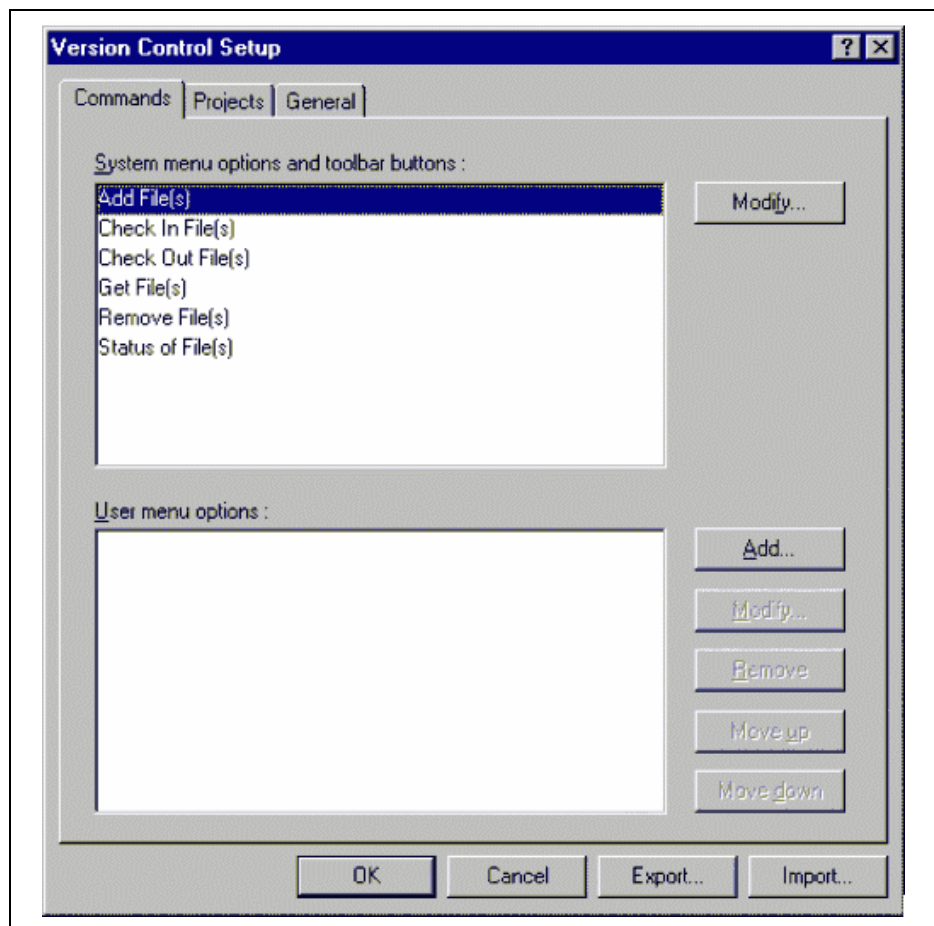 Version Control Setup
Commands Projects General
System menu options and toolbar buttons :
Add File(s)
Modify...
Check In File(s)
Check Out File(s)
Get File(s)
Remove File(s)
Status of File(s)
User menu options :
Add...
Modify...
Remove
Move up
Move down
OK Cancel Export... Import...